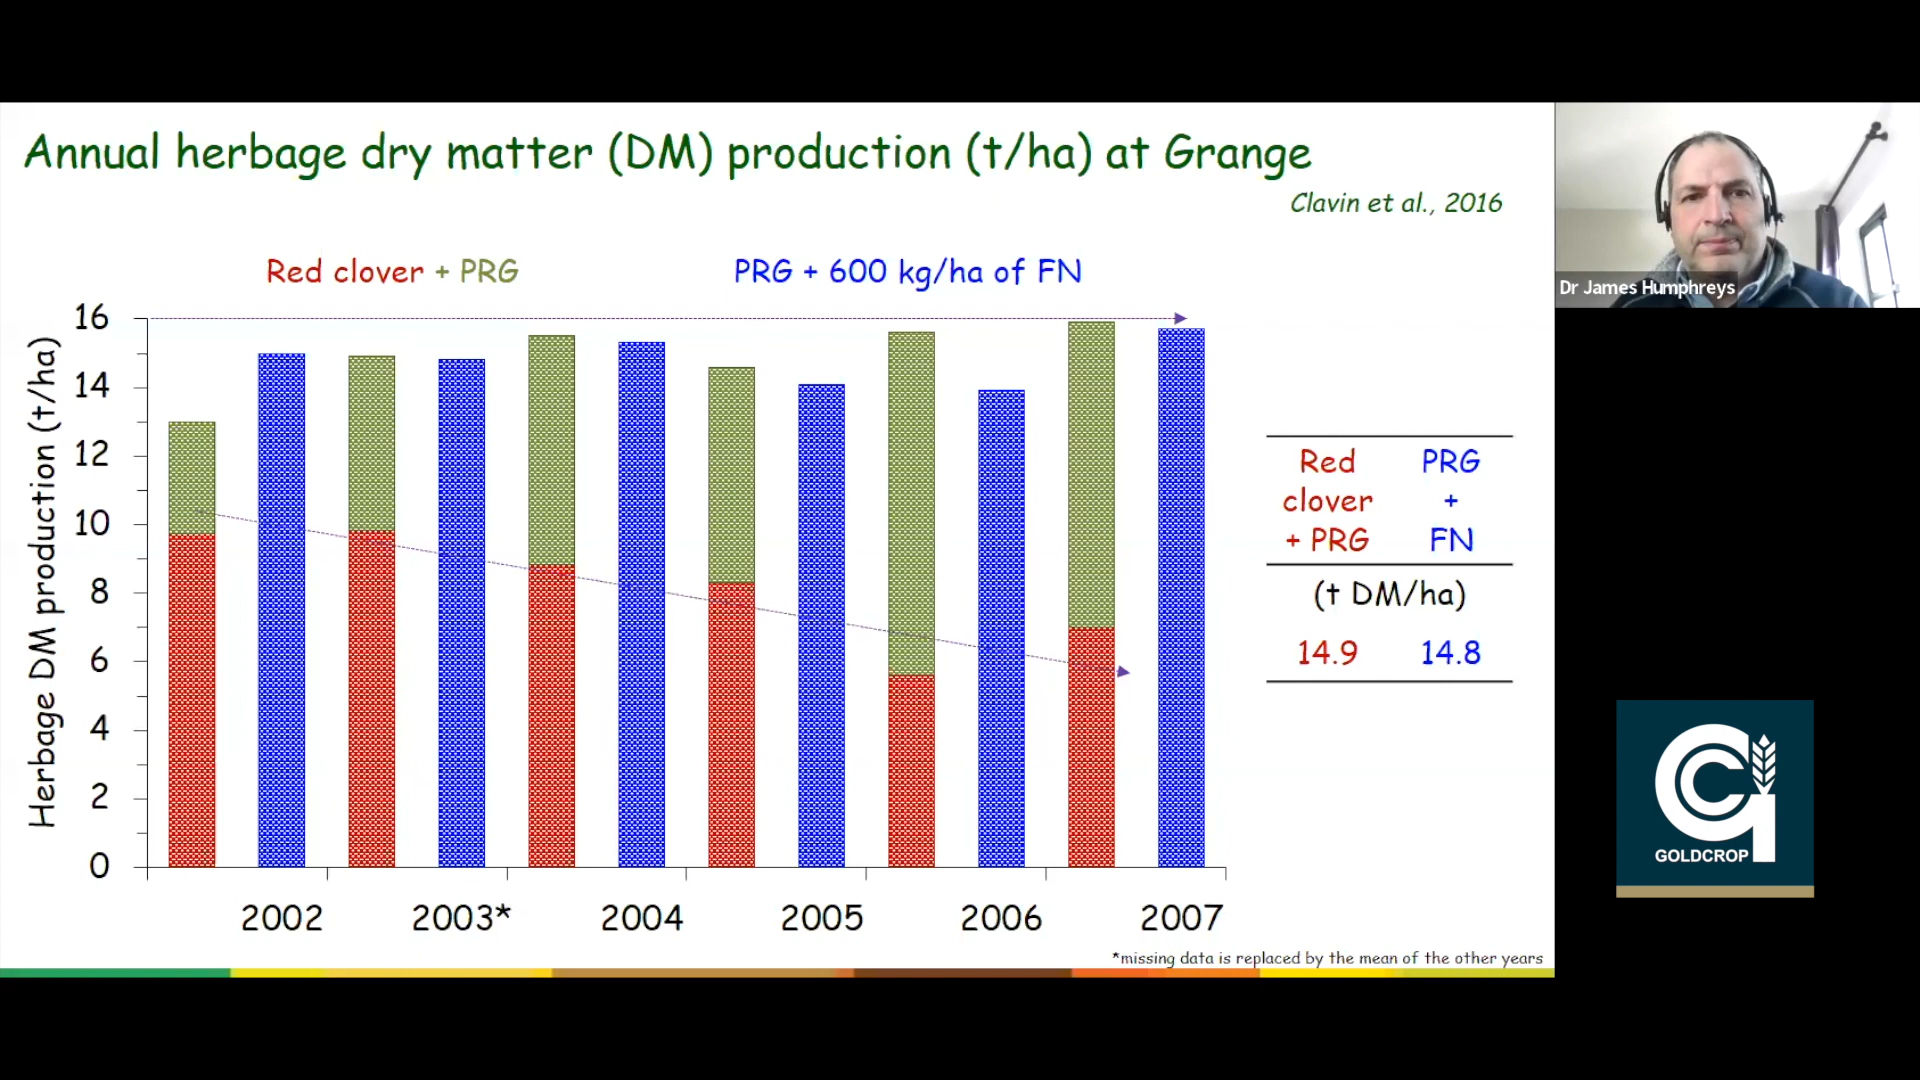 Annual herbage dry matter (DM) production (t/ha) at Grange
Clavin et al., 2016
Red clover + PRG
PRG + 600 kg/ha of FN
Herbage DM production (t/ha)
16
14
12
10
8
6
4
2
0
2002
2003*
2004
2005
2006
2007
Red clover + PRG
PRG + FN
(t DM/ha)
14.9 14.8
*missing data is replaced by the mean of the other years
Dr James Humphreys
GOLDCROP